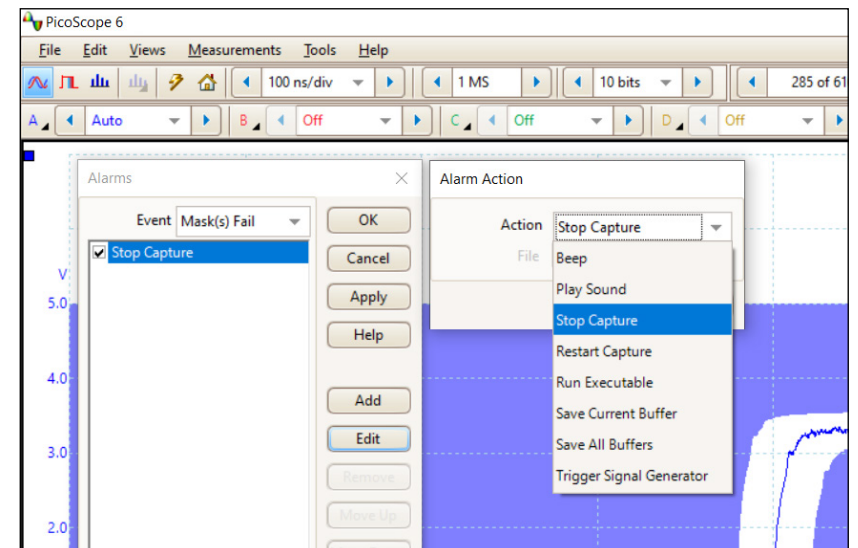 PicoScope 6
File Edit Views Measurements Tools Help
100 ns/div 1 MS 10 bits 285 of 61
A Auto B Off C Off D Off
Alarms
Event Mask(s) Fail
Stop Capture
OK
Cancel
Apply
Help
Add
Edit
Remove
Move Up
Alarm Action
Action Stop Capture
File
Beep
Play Sound
Stop Capture
Restart Capture
Run Executable
Save Current Buffer
Save All Buffers
Trigger Signal Generator
V
5.0
4.0
3.0
2.0